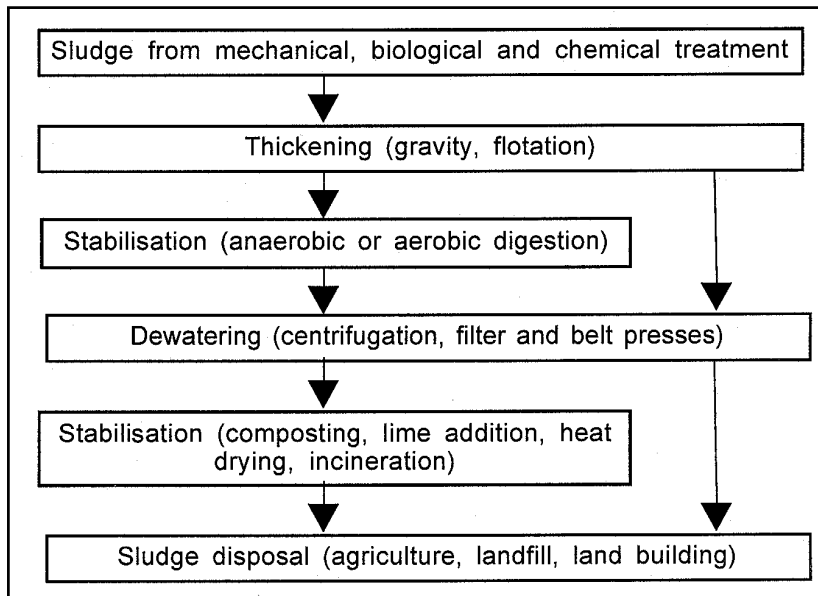 Sludge from mechanical, biological and chemical treatment
Thickening (gravity, flotation)
Stabilisation (anaerobic or aerobic digestion)
Dewatering (centrifugation, filter and belt presses)
Stabilisation (composting, lime addition, heat
drying, incineration)
Sludge disposal (agriculture, landfill, land building)